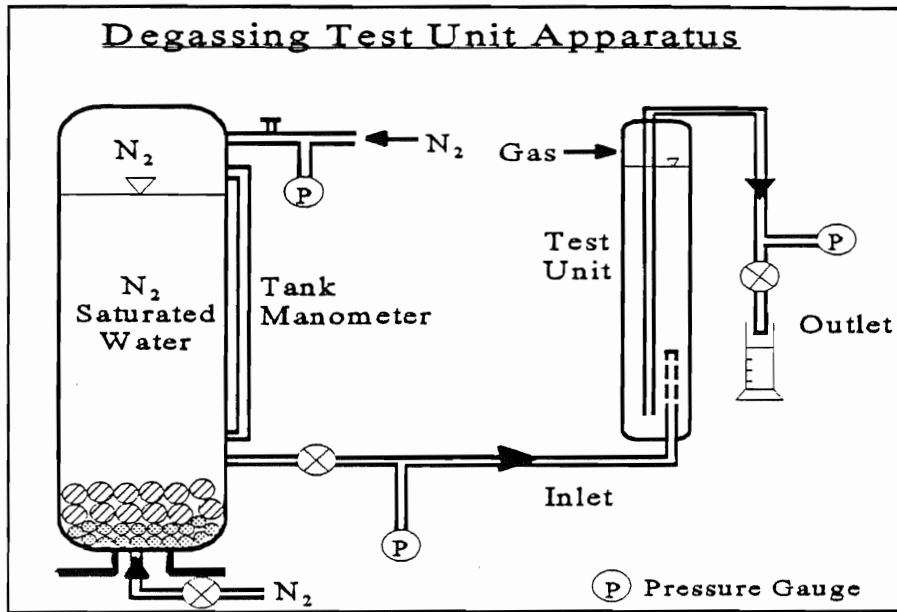 Degassing Test Unit Apparatus
N₂
N₂
P
Gas
Test
Unit
P
N₂
Saturated
Water
Tank
Manometer
Outlet
Inlet
P
N₂
P Pressure Gauge